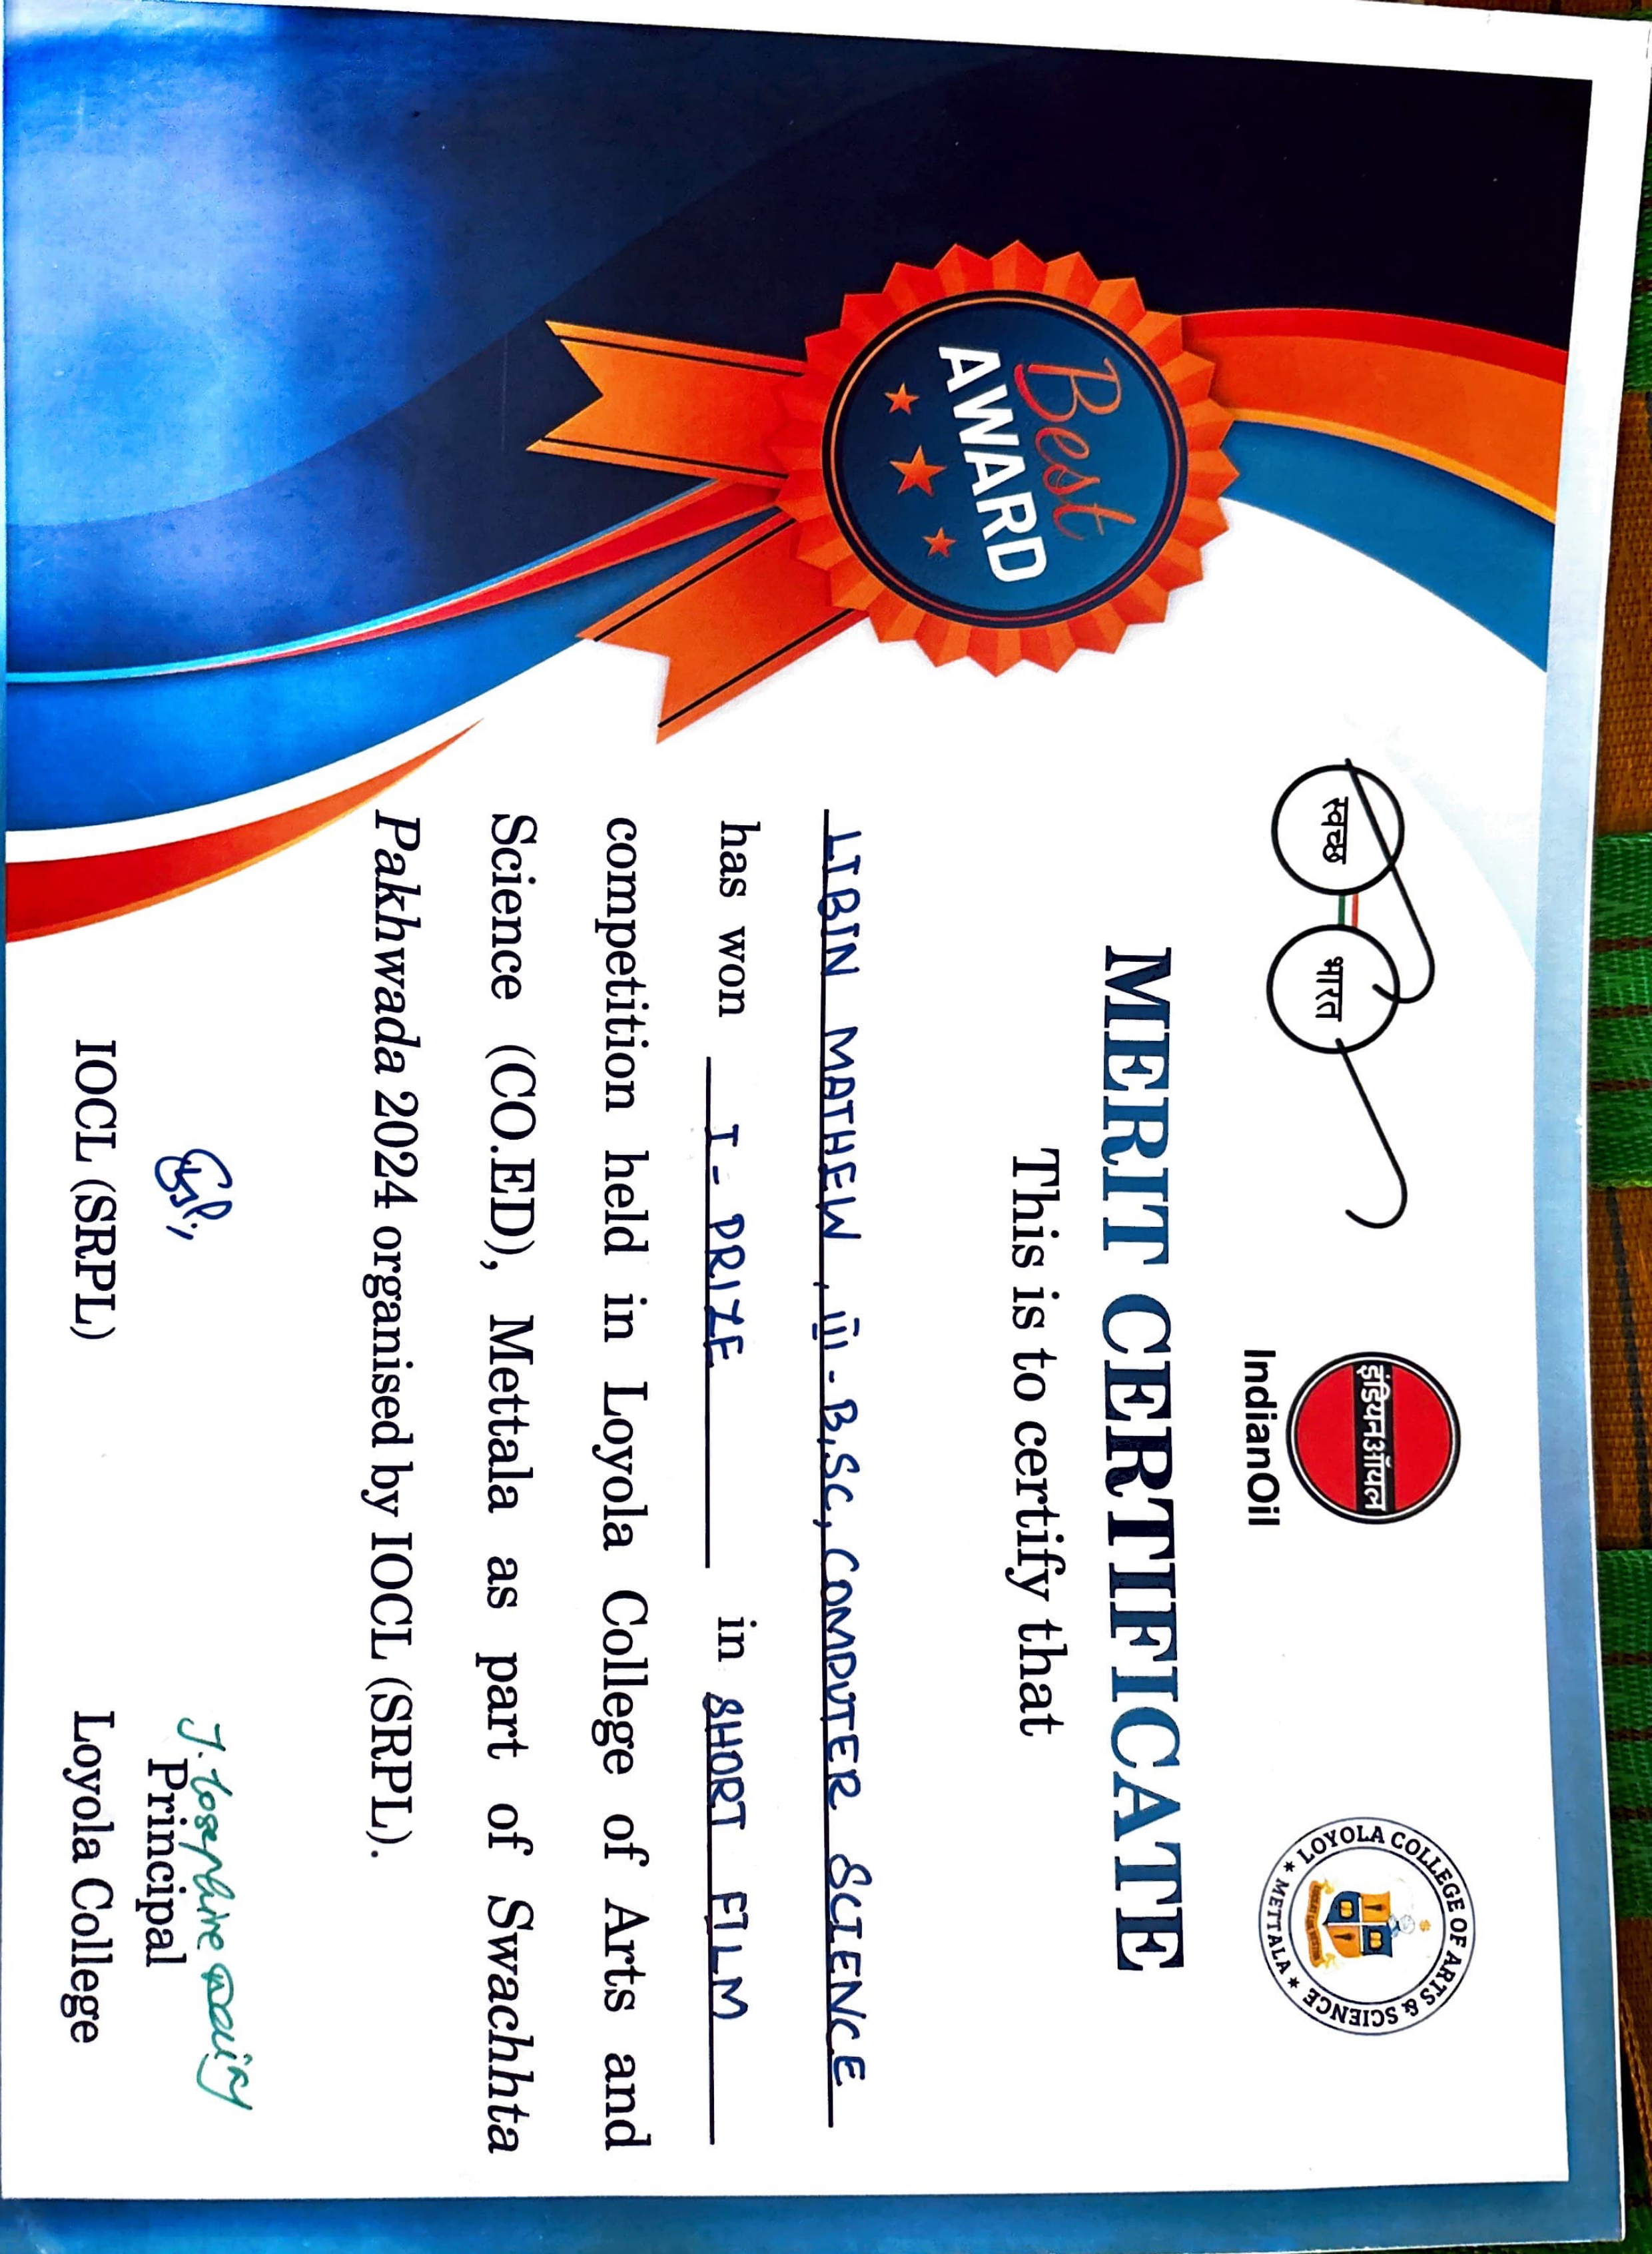 स्वच्छ भारत
इंडियनऑयल
IndianOil
LOYOLA COLLEGE OF ARTS & SCIENCE
* METTALA *
Best
AWARD
MERIT CERTIFICATE
This is to certify that
LIBIN MATHEW , III - B.SC, COMPUTER SCIENCE
has won I - PRIZE in SHORT FILM
competition held in Loyola College of Arts and
Science (CO.ED), Mettala as part of Swachhta
Pakhwada 2024 organised by IOCL (SRPL).
J. Josephine Daisy
IOCL (SRPL)
Principal
Loyola College